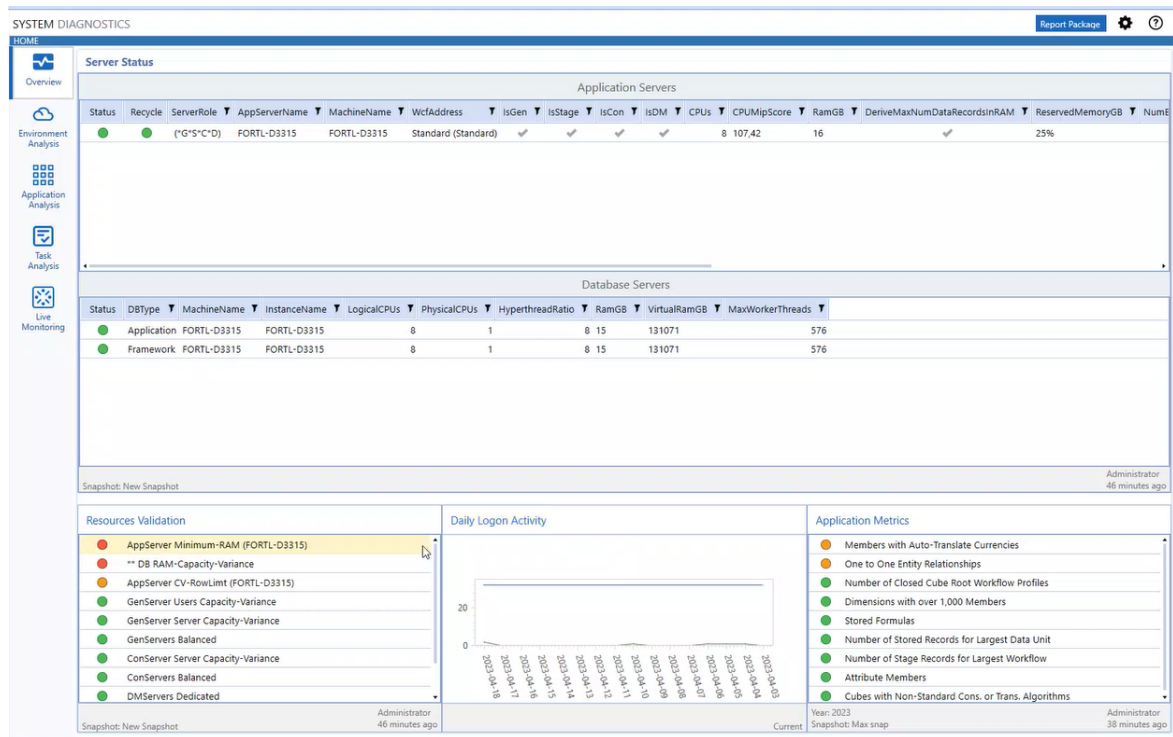 SYSTEM DIAGNOSTICS
Report Package
HOME
Overview
Environment
Analysis
Application
Analysis
Task
Analysis
Live
Monitoring
Server Status
Application Servers
Status Recycle ServerRole AppServerName MachineName WcfAddress IsGen IsStage IsCon IsDM CPUs CPUMipScore RamGB DeriveMaxNumDataRecordsInRAM ReservedMemoryGB
(*G*S*C*D) FORTL-D3315 FORTL-D3315 Standard (Standard) 8 107,42 16 25%
Database Servers
Status DBType MachineName InstanceName LogicalCPUs PhysicalCPUs HyperthreadRatio RamGB VirtualRamGB MaxWorkerThreads
Application FORTL-D3315 FORTL-D3315 8 1 8 15 131071 576
Framework FORTL-D3315 FORTL-D3315 8 1 8 15 131071 576
Snapshot: New Snapshot
Administrator
46 minutes ago
Resources Validation
AppServer Minimum-RAM (FORTL-D3315)
** DB RAM-Capacity-Variance
AppServer CV-RowLimt (FORTL-D3315)
GenServer Users Capacity-Variance
GenServer Server Capacity-Variance
GenServers Balanced
ConServer Server Capacity-Variance
ConServers Balanced
DMServers Dedicated
Snapshot: New Snapshot
Administrator
46 minutes ago
Daily Logon Activity
20
0
2023-04-18
2023-04-17
2023-04-16
2023-04-15
2023-04-14
2023-04-13
2023-04-12
2023-04-11
2023-04-10
2023-04-09
2023-04-08
2023-04-07
2023-04-06
2023-04-05
2023-04-04
2023-04-03
Current
Application Metrics
Members with Auto-Translate Currencies
One to One Entity Relationships
Number of Closed Cube Root Workflow Profiles
Dimensions with over 1,000 Members
Stored Formulas
Number of Stored Records for Largest Data Unit
Number of Stage Records for Largest Workflow
Attribute Members
Cubes with Non-Standard Cons. or Trans. Algorithms
Year: 2023
Snapshot: Max snap
Administrator
38 minutes ago